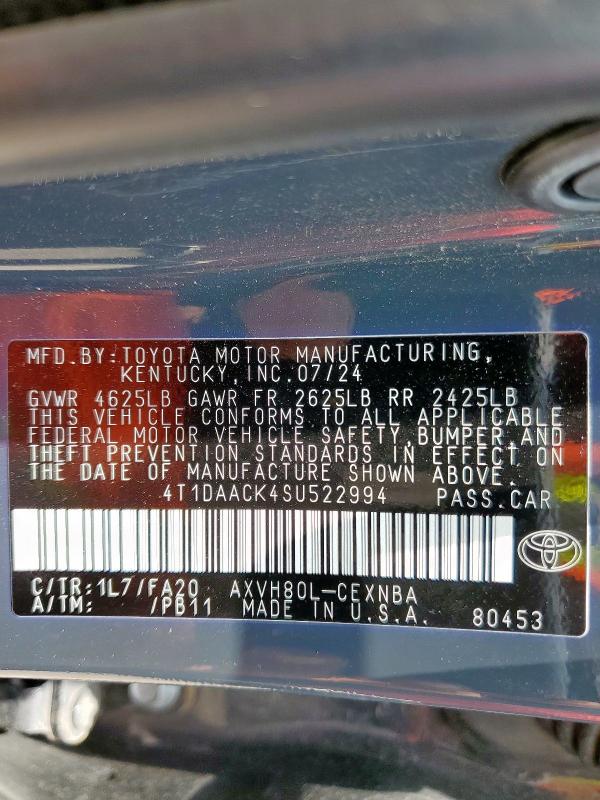 MFD.BY:TOYOTA MOTOR MANUFACTURING,
KENTUCKY, INC.07/24
GVWR 4625LB GAWR FR 2625LB RR 2425LB
THIS VEHICLE CONFORMS TO ALL APPLICABLE
FEDERAL MOTOR VEHICLE SAFETY,BUMPER,AND
THEFT PREVENTION STANDARDS IN EFFECT ON
THE DATE OF MANUFACTURE SHOWN ABOVE.
4T1DAACK4SU522994 PASS.CAR
C/TR:1L7/FA20 AXVH80L-CEXNBA
A/TM: /PB11 MADE IN U.S.A. 80453